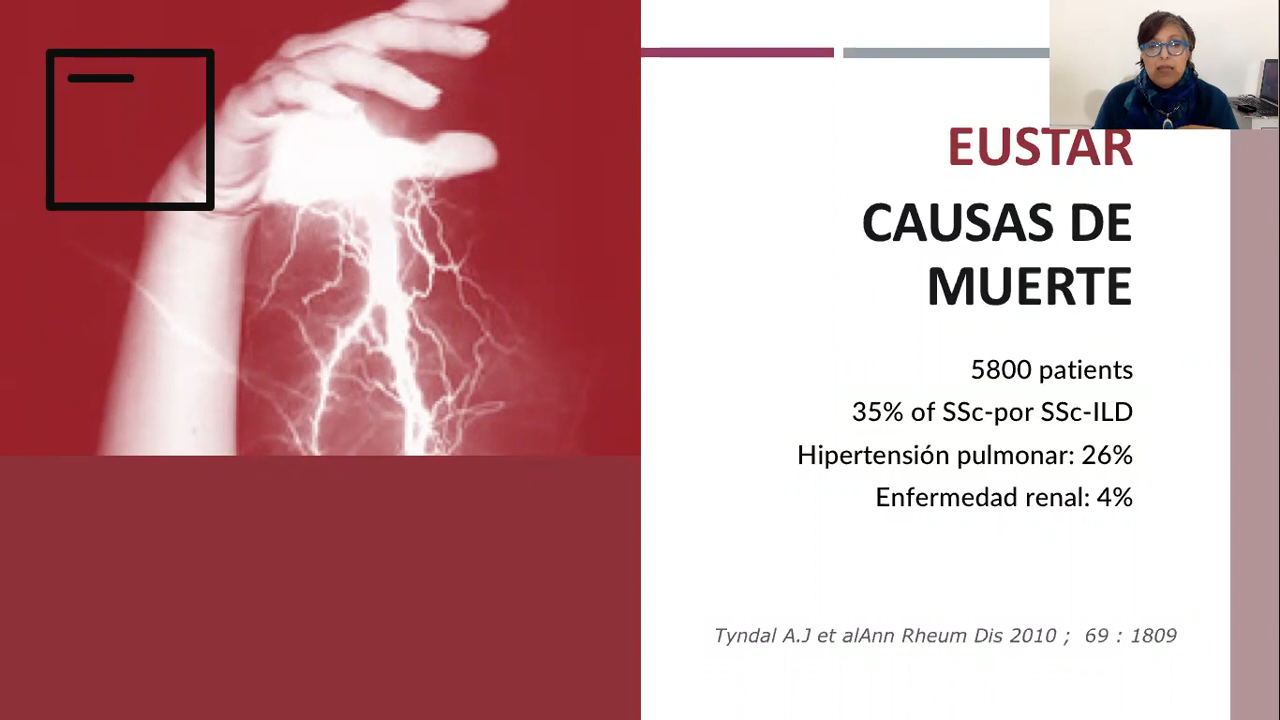 EUSTAR
CAUSAS DE
MUERTE
5800 patients
35% of SSc-por SSc-ILD
Hipertensión pulmonar: 26%
Enfermedad renal: 4%
Tyndal A.J et alAnn Rheum Dis 2010 ; 69 : 1809